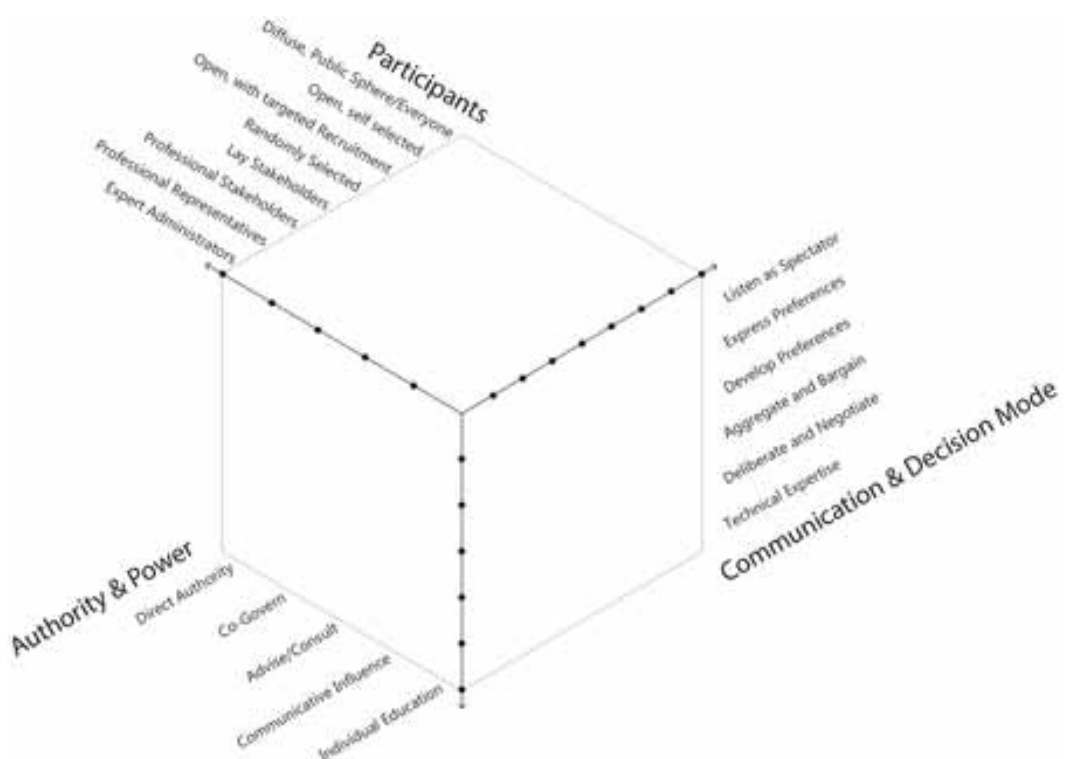 Participants
Diffuse, Public Sphere/Everyone
Open, self selected
Open, with targeted Recruitment
Randomly Selected
Lay Stakeholders
Professional Stakeholders
Professional Representatives
Expert Administrators
Listen as Spectator
Express Preferences
Develop Preferences
Aggregate and Bargain
Deliberate and Negotiate
Technical Expertise
Communication & Decision Mode
Authority & Power
Direct Authority
Co-Govern
Advise/Consult
Communicative Influence
Individual Education